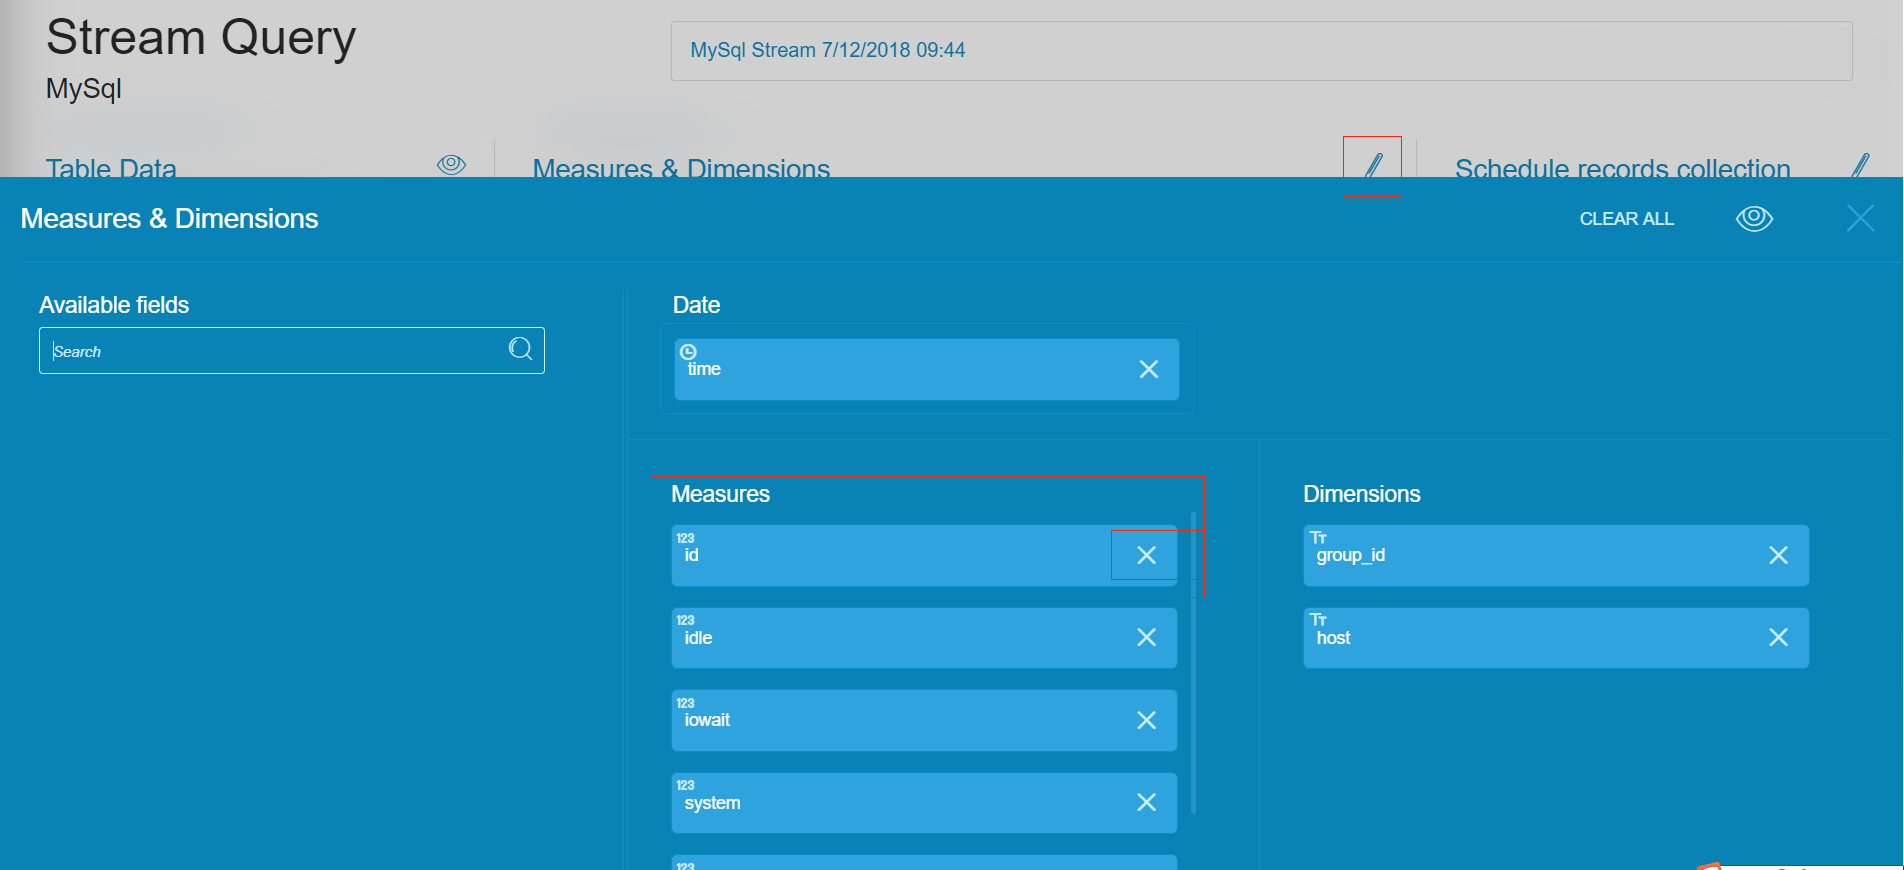 Stream Query
MySql
MySql Stream 7/12/2018 09:44
Table Data
Measures & Dimensions
Schedule records collection
Measures & Dimensions
CLEAR ALL
Available fields
Search
Date
time
Measures
123
id
123
idle
123
iowait
123
system
123
Dimensions
Tт
group_id
Tт
host